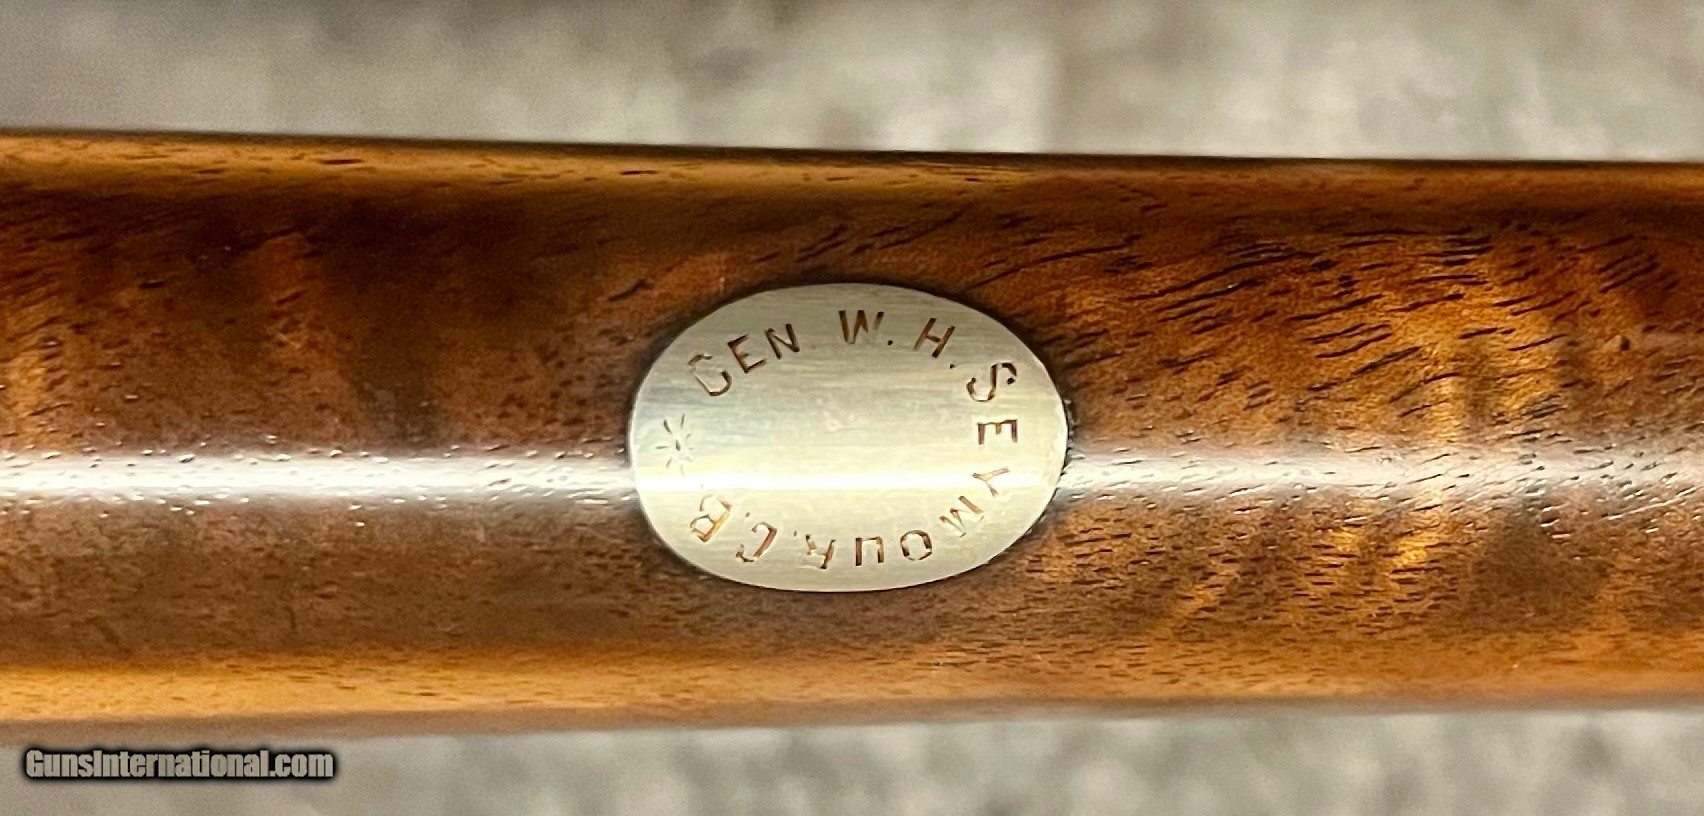 GEN W. H. SEYMOUR. C.B. *
GunsInternational.com